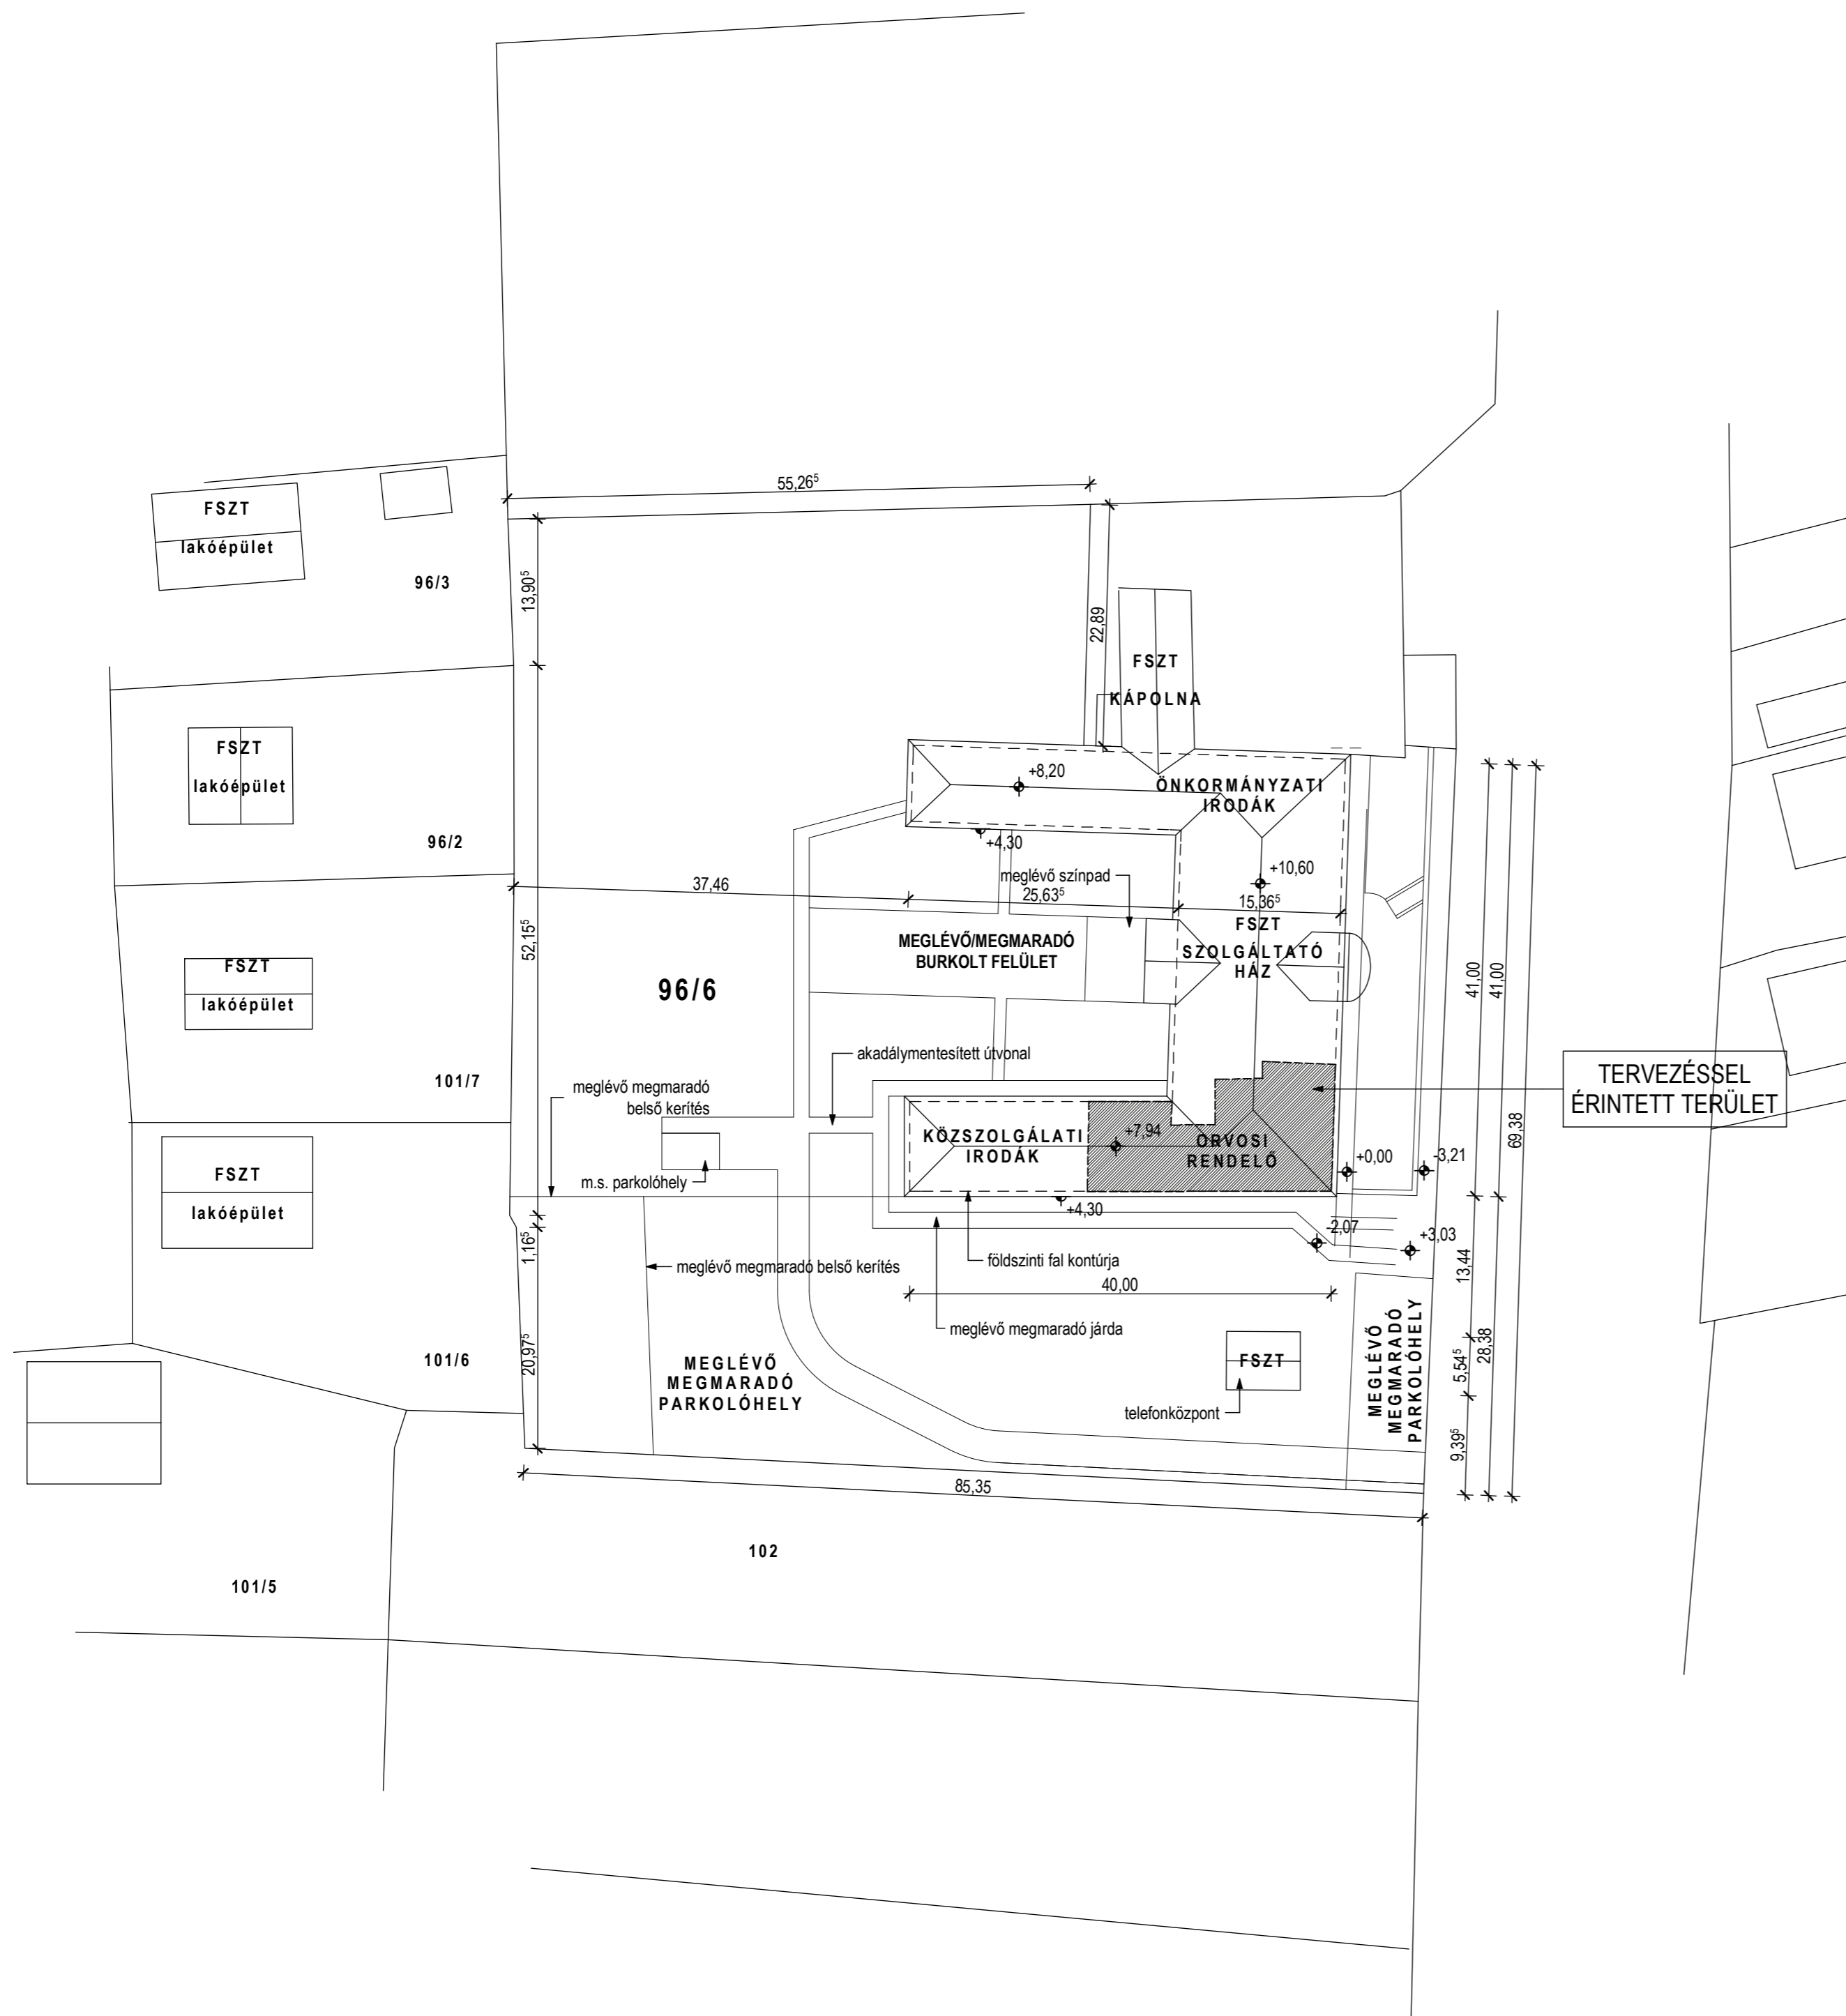 55,26⁵
FSZT
lakóépület
96/3
13,90⁵
22,89
FSZT
KÁPOLNA
FSZT
lakóépület
96/2
+8,20
ÖNKORMÁNYZATI
IRODÁK
+4,30
+10,60
meglévő színpad
37,46
25,63⁵
15,36⁵
FSZT
SZOLGÁLTATÓ
HÁZ
52,15⁵
MEGLÉVŐ/MEGMARADÓ
BURKOLT FELÜLET
96/6
FSZT
lakóépület
41,00
41,00
69,38
101/7
akadálymentesített útvonal
meglévő megmaradó
belső kerítés
TERVEZÉSSEL
ÉRINTETT TERÜLET
KÖZSZOLGÁLATI
IRODÁK
+7,94
ORVOSI
RENDELŐ
+0,00
-3,21
FSZT
lakóépület
m.s. parkolóhely
+4,30
-2,07
+3,03
1,16⁵
meglévő megmaradó belső kerítés
földszinti fal kontúrja
40,00
13,44
meglévő megmaradó járda
28,38
5,54⁵
101/6
20,97⁵
MEGLÉVŐ
MEGMARADÓ
PARKOLÓHELY
FSZT
telefonközpont
MEGLÉVŐ
MEGMARADÓ
PARKOLÓHELY
9,39⁵
85,35
102
101/5